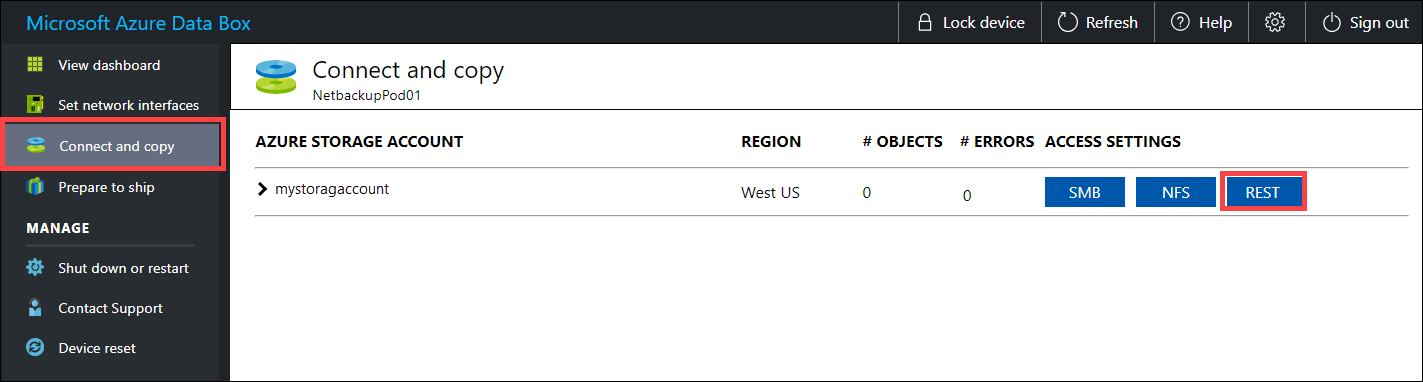 Microsoft Azure Data Box
Lock device
Refresh
Help
Sign out
View dashboard
Set network interfaces
Connect and copy
Prepare to ship
MANAGE
Shut down or restart
Contact Support
Device reset
Connect and copy
NetbackupPod01
AZURE STORAGE ACCOUNT REGION # OBJECTS # ERRORS ACCESS SETTINGS
mystoragaccount West US 0 0 SMB NFS REST